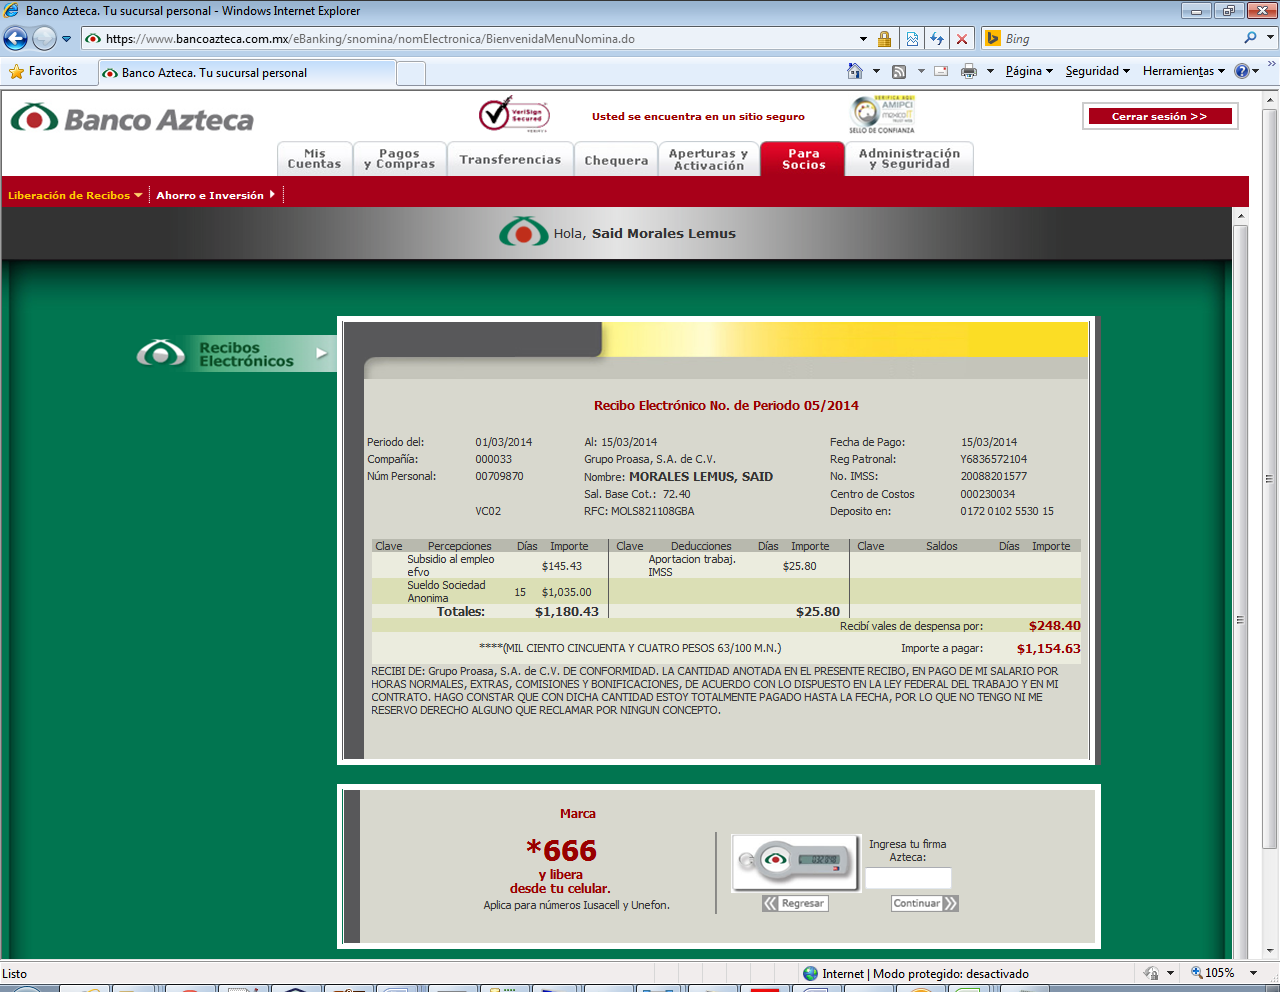 Banco Azteca. Tu sucursal personal - Windows Internet Explorer
https://www.bancoazteca.com.mx/eBanking/snomina/nomElectronica/BienvenidaMenuNomina.do
Bing
Favoritos
Banco Azteca. Tu sucursal personal
Página
Seguridad
Herramientas
»
Banco Azteca
VeriSign Secured
VERIFY
Usted se encuentra en un sitio seguro
VERIFICA AQUI
AMIPCI
SELLO DE CONFIANZA
Cerrar sesión >>
Mis Cuentas
Pagos y Compras
Transferencias
Chequera
Aperturas y Activación
Para Socios
Administración y Seguridad
Liberación de Recibos
Ahorro e Inversión
Hola, Said Morales Lemus
Recibos Electrónicos
Recibo Electrónico No. de Periodo 05/2014
Periodo del: 01/03/2014 Al: 15/03/2014 Fecha de Pago: 15/03/2014
Compañía: 000033 Grupo Proasa, S.A. de C.V. Reg Patronal: Y6836572104
Núm Personal: 00709870 Nombre: MORALES LEMUS, SAID No. IMSS: 20088201577
Sal. Base Cot.: 72.40 Centro de Costos 000230034
VC02 RFC: MOLS821108GBA Deposito en: 0172 0102 5530 15
Clave Percepciones Días Importe Clave Deducciones Días Importe Clave Saldos Días Importe
Subsidio al empleo efvo $145.43 Aportacion trabaj. IMSS $25.80
Sueldo Sociedad Anonima 15 $1,035.00
Totales: $1,180.43 $25.80
Recibí vales de despensa por: $248.40
****(MIL CIENTO CINCUENTA Y CUATRO PESOS 63/100 M.N.) Importe a pagar: $1,154.63
RECIBI DE: Grupo Proasa, S.A. de C.V. DE CONFORMIDAD. LA CANTIDAD ANOTADA EN EL PRESENTE RECIBO, EN PAGO DE MI SALARIO POR
HORAS NORMALES, EXTRAS, COMISIONES Y BONIFICACIONES, DE ACUERDO CON LO DISPUESTO EN LA LEY FEDERAL DEL TRABAJO Y EN MI
CONTRATO. HAGO CONSTAR QUE CON DICHA CANTIDAD ESTOY TOTALMENTE PAGADO HASTA LA FECHA, POR LO QUE NO TENGO NI ME
RESERVO DERECHO ALGUNO QUE RECLAMAR POR NINGUN CONCEPTO.
Marca
*666
y libera
desde tu celular.
Aplica para números Iusacell y Unefon.
Ingresa tu firma
Azteca:
Regresar
Continuar
Listo
Internet | Modo protegido: desactivado
105%